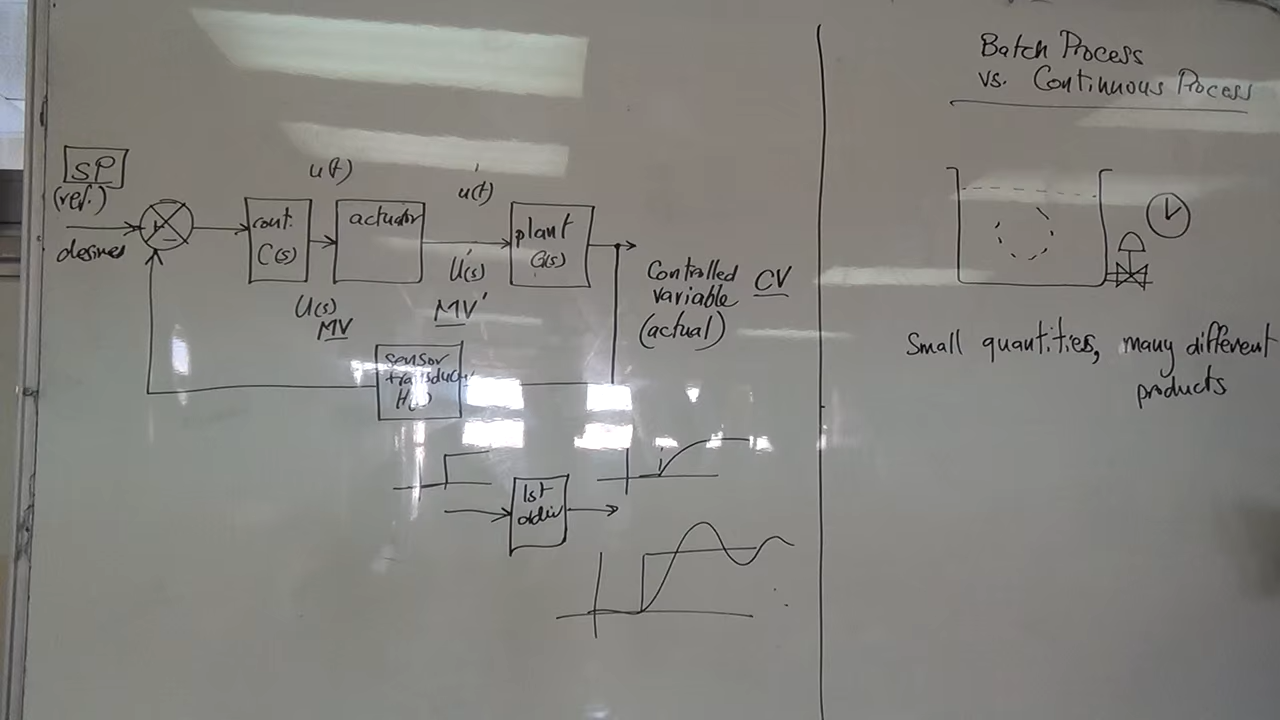 SP
(ref.)
desired
+
-
u(t)
cont.
C(s)
U(s)
MV
actuator
u'(t)
U'(s)
MV'
plant
G(s)
Controlled
variable CV
(actual)
sensor
transducer
H(s)
1st
order
Batch Process
vs. Continuous Process
Small quantities, many different
products